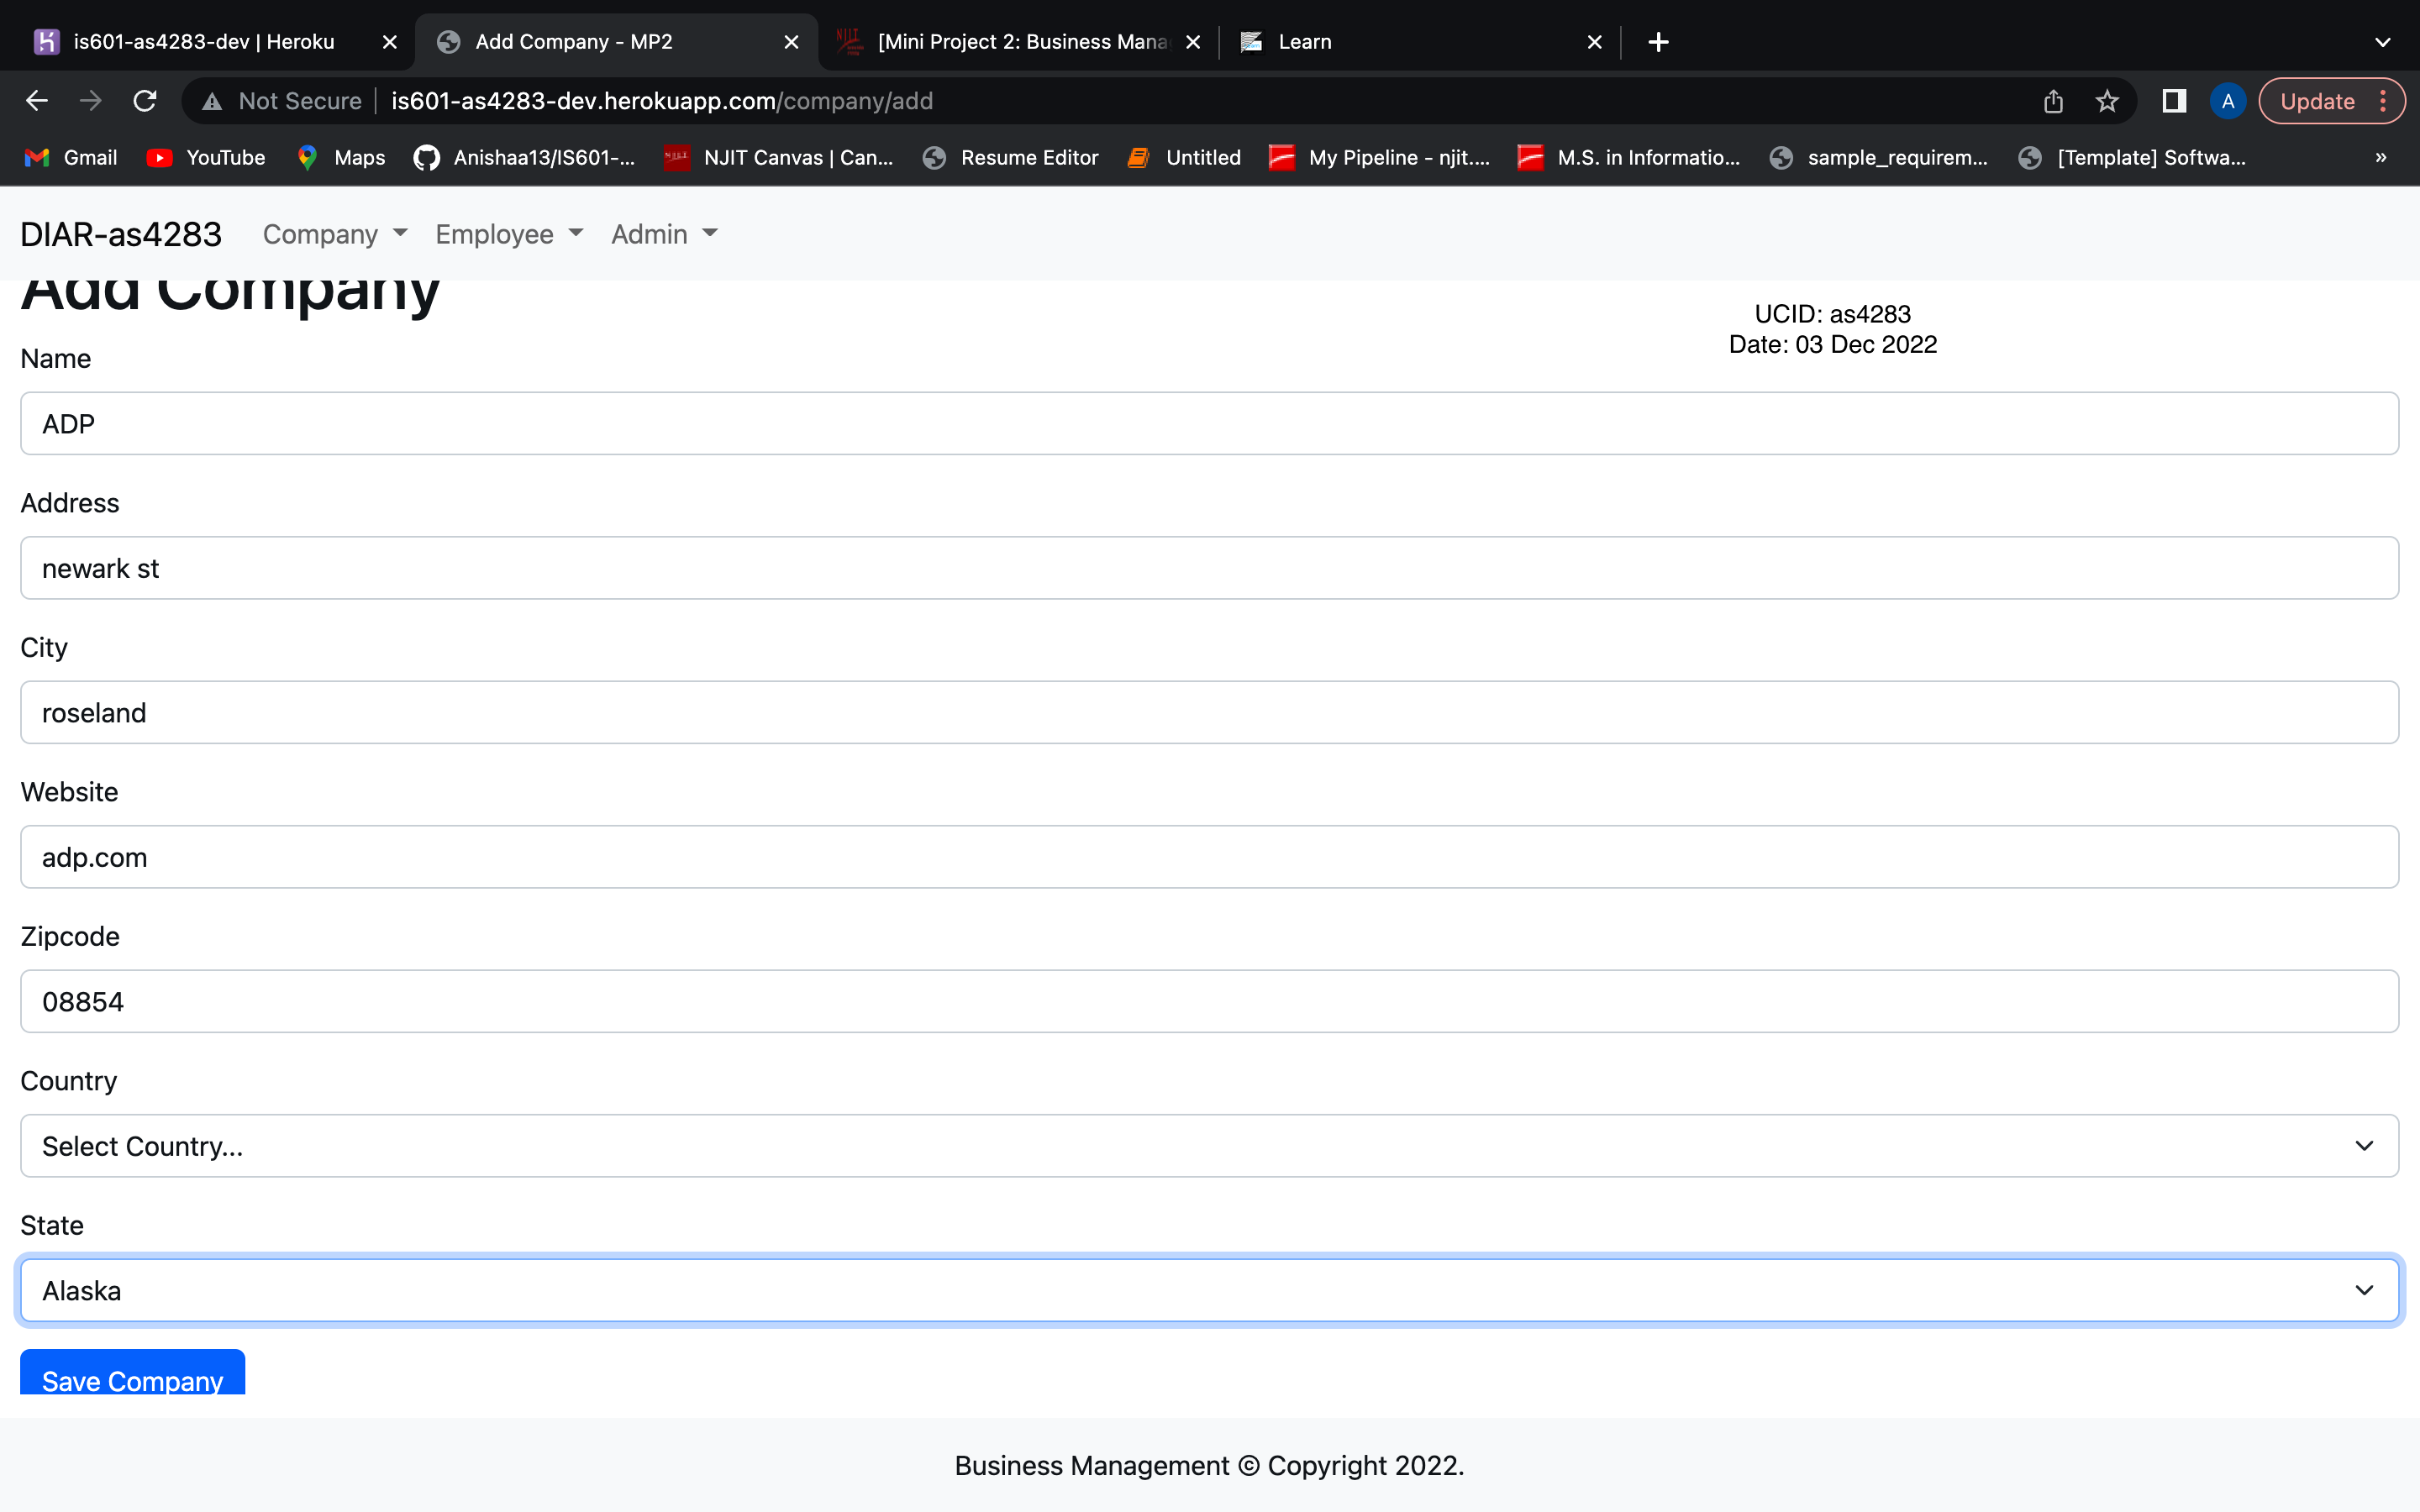 is601-as4283-dev | Heroku
Add Company - MP2
[Mini Project 2: Business Mana
Learn
Not Secure
is601-as4283-dev.herokuapp.com/company/add
A
Update
Gmail
YouTube
Maps
Anishaa13/IS601-...
NJIT Canvas | Can...
Resume Editor
Untitled
My Pipeline - njit....
M.S. in Informatio...
sample_requirem...
[Template] Softwa...
»
DIAR-as4283
Company
Employee
Admin
Add Company
UCID: as4283
Date: 03 Dec 2022
Name
ADP
Address
newark st
City
roseland
Website
adp.com
Zipcode
08854
Country
Select Country...
State
Alaska
Save Company
Business Management © Copyright 2022.